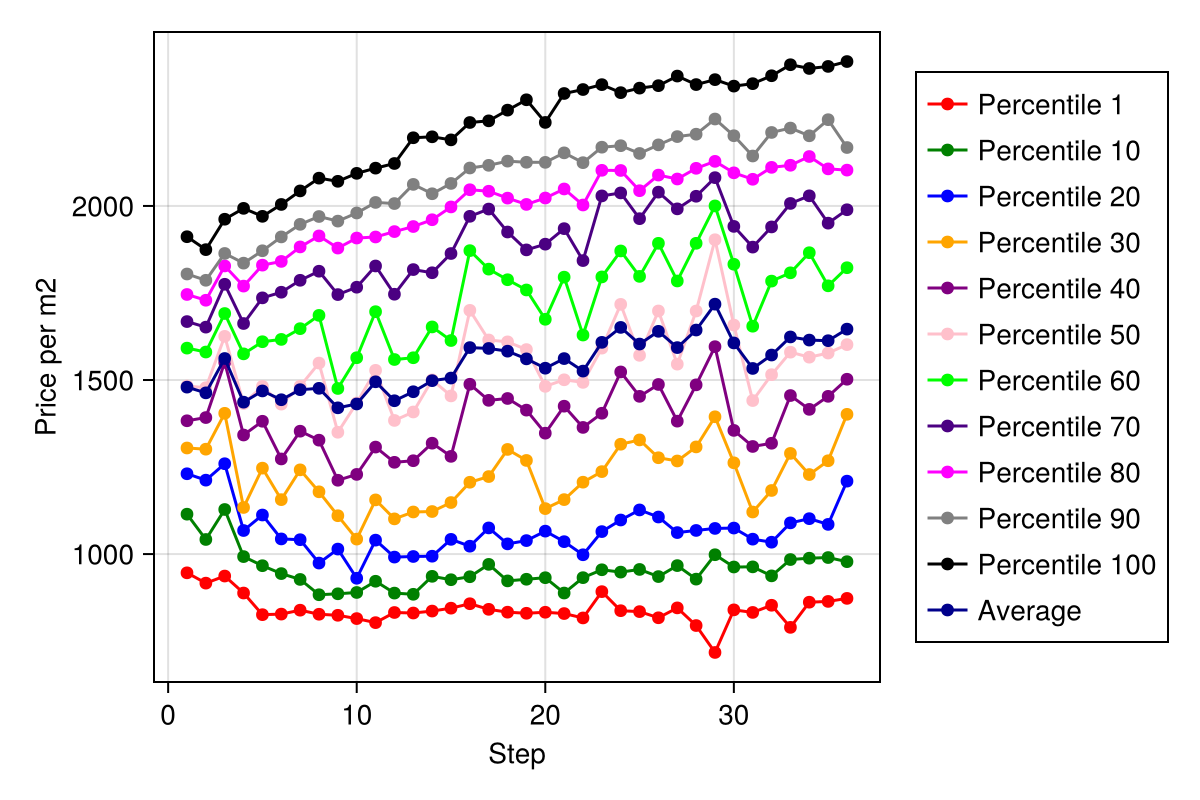 Price per m2
2000
1500
1000
0 10 20 30
Step
Percentile 1
Percentile 10
Percentile 20
Percentile 30
Percentile 40
Percentile 50
Percentile 60
Percentile 70
Percentile 80
Percentile 90
Percentile 100
Average